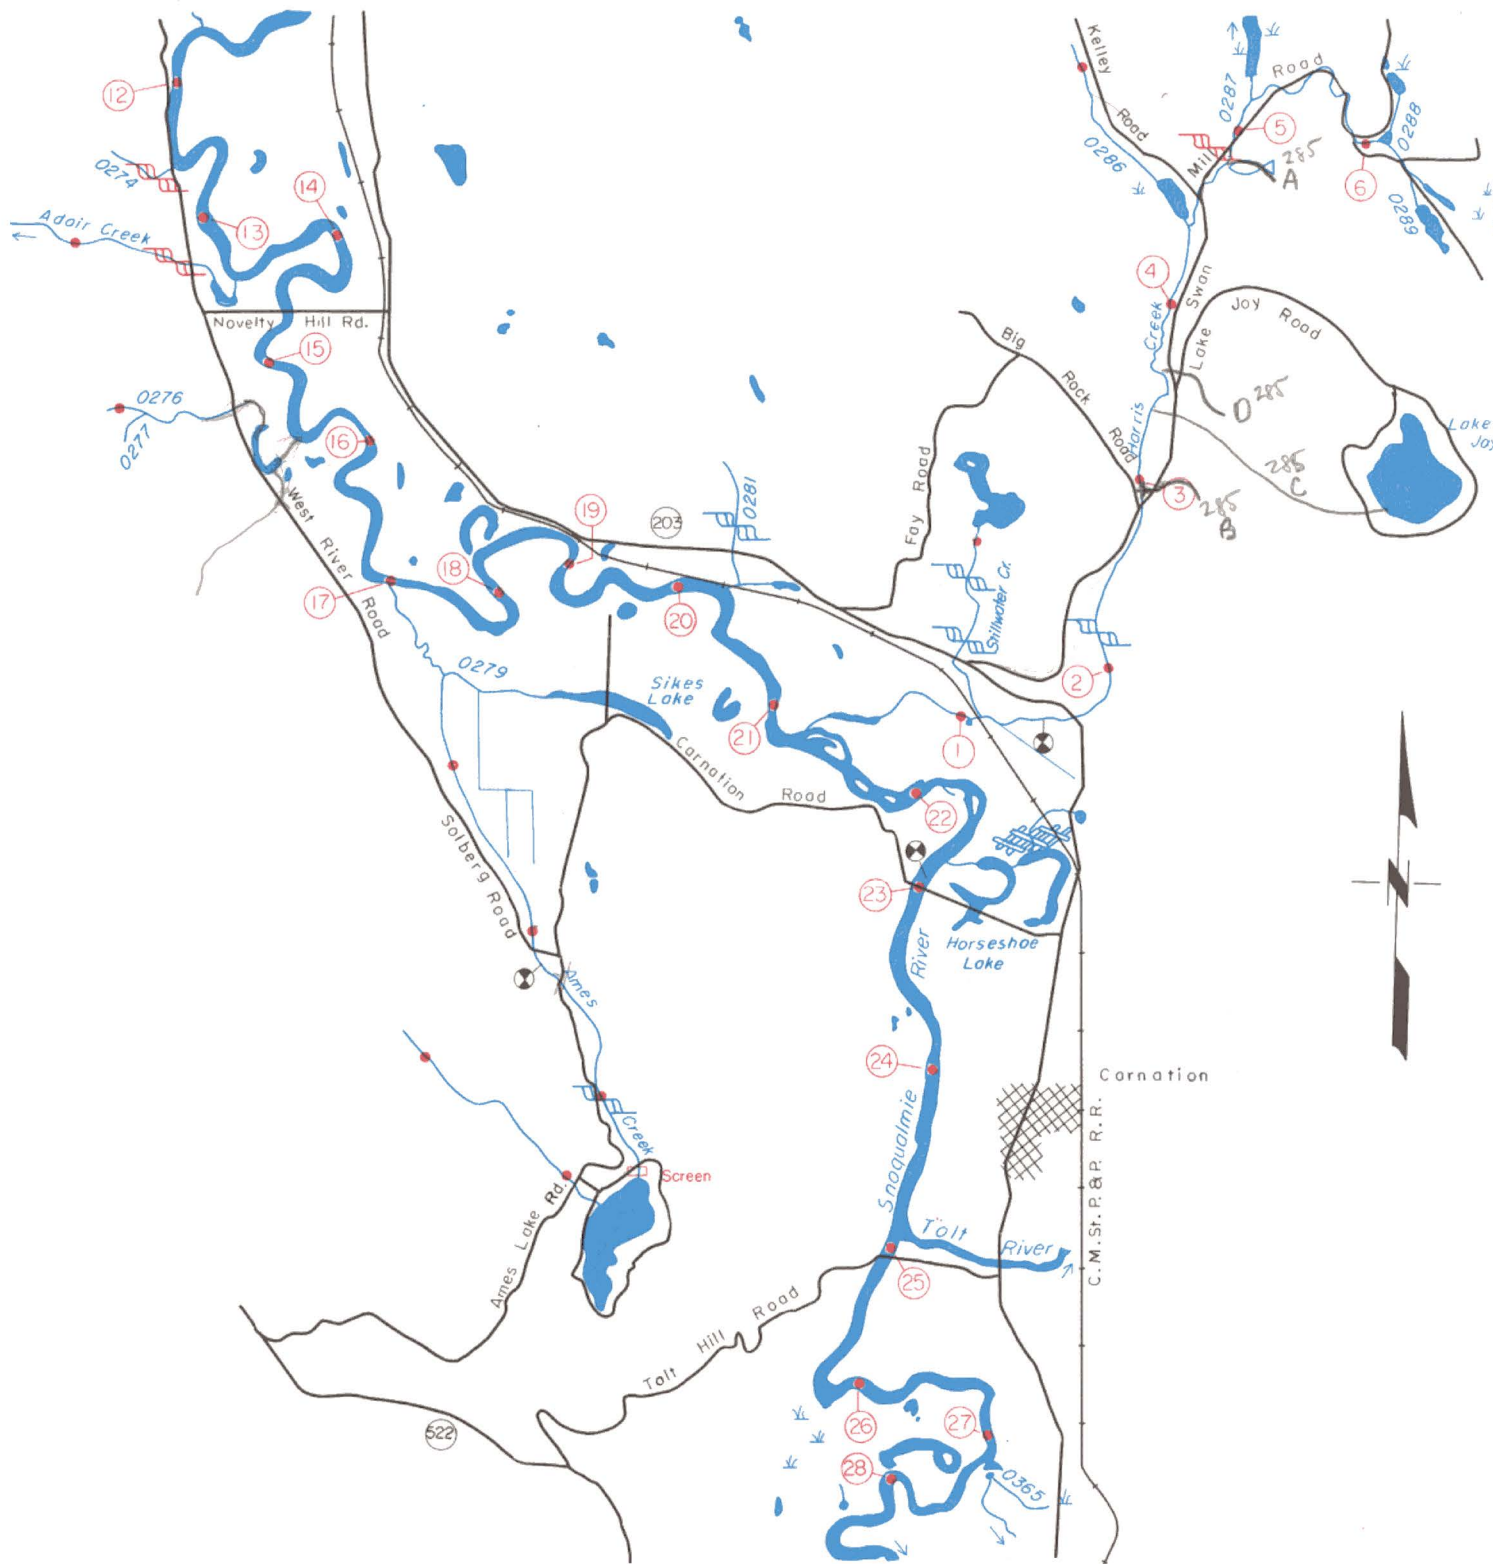 Kelley Road
0287
Road
12
5
0288
Mill
0286
285 A
6
0274
14
0289
Adair Creek
13
4
Swan
Novelty Hill Rd.
Creek
Joy Road
Lake
15
Big Rock Road
0276
0277
Harris
D 285
Lake Joy
16
285 C
0281
3
285 B
Fay Road
19
203
West River Road
18
17
20
Stillwater Cr.
0279
2
Sikes Lake
21
1
Carnation Road
22
Solberg Road
23
River
Horseshoe Lake
Ames
24
Carnation
Snoqualmie
C.M.St.P.&P. R.R.
Creek
Screen
Ames Lake Rd.
Tolt River
25
Tolt Hill Road
26
27
522
28
0365
N